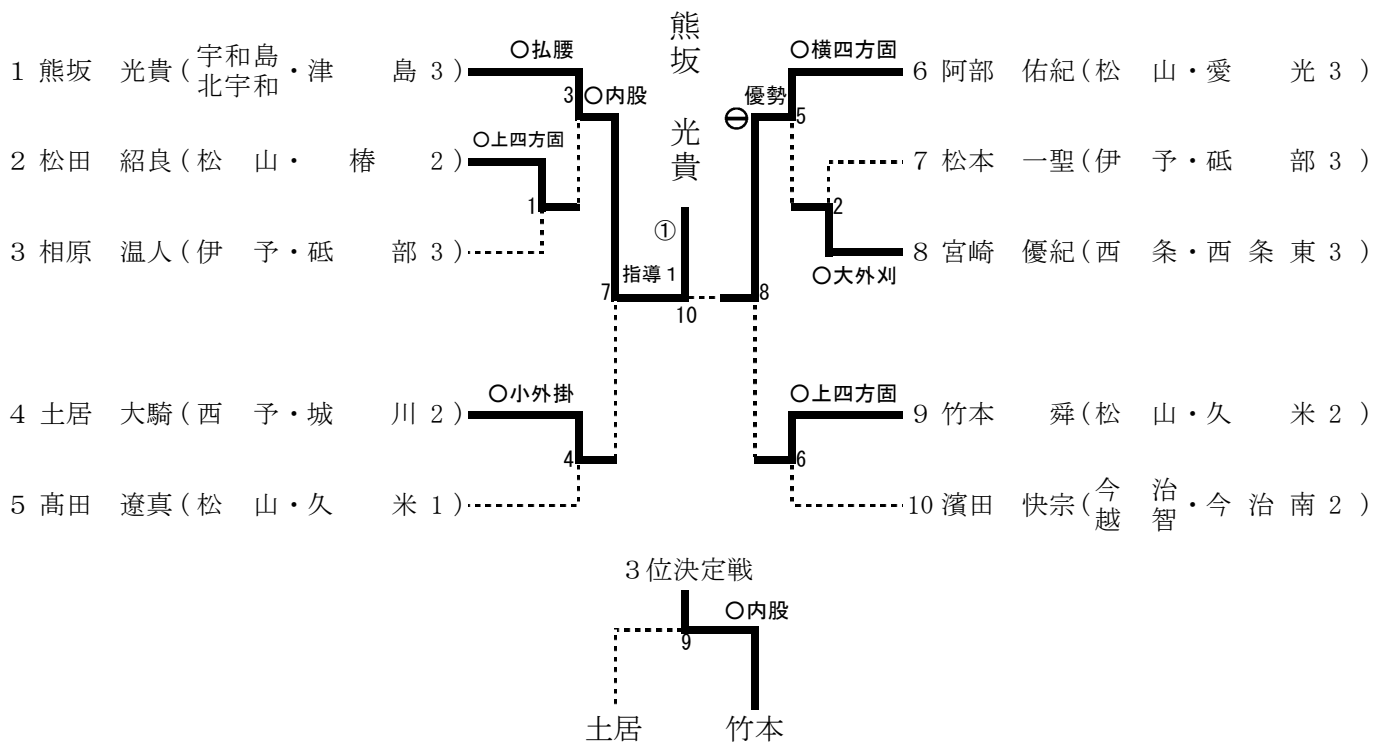 熊坂 光貴
○払腰
○横四方固
1 熊坂 光貴(宇和島北宇和・津 島 3)
6 阿部 佑紀(松 山・愛 光 3)
3
○内股
優勢
⊖
5
○上四方固
2 松田 紹良(松 山・ 椿 2)
7 松本 一聖(伊 予・砥 部 3)
1
2
①
3 相原 温人(伊 予・砥 部 3)
8 宮崎 優紀(西 条・西 条 東 3)
指導1
○大外刈
7
8
10
○小外掛
○上四方固
4 土居 大騎(西 予・城 川 2)
9 竹本 舜(松 山・久 米 2)
4
6
5 髙田 遼真(松 山・久 米 1)
10 濱田 快宗(今 治越 智・今 治 南 2)
3位決定戦
○内股
9
土居
竹本